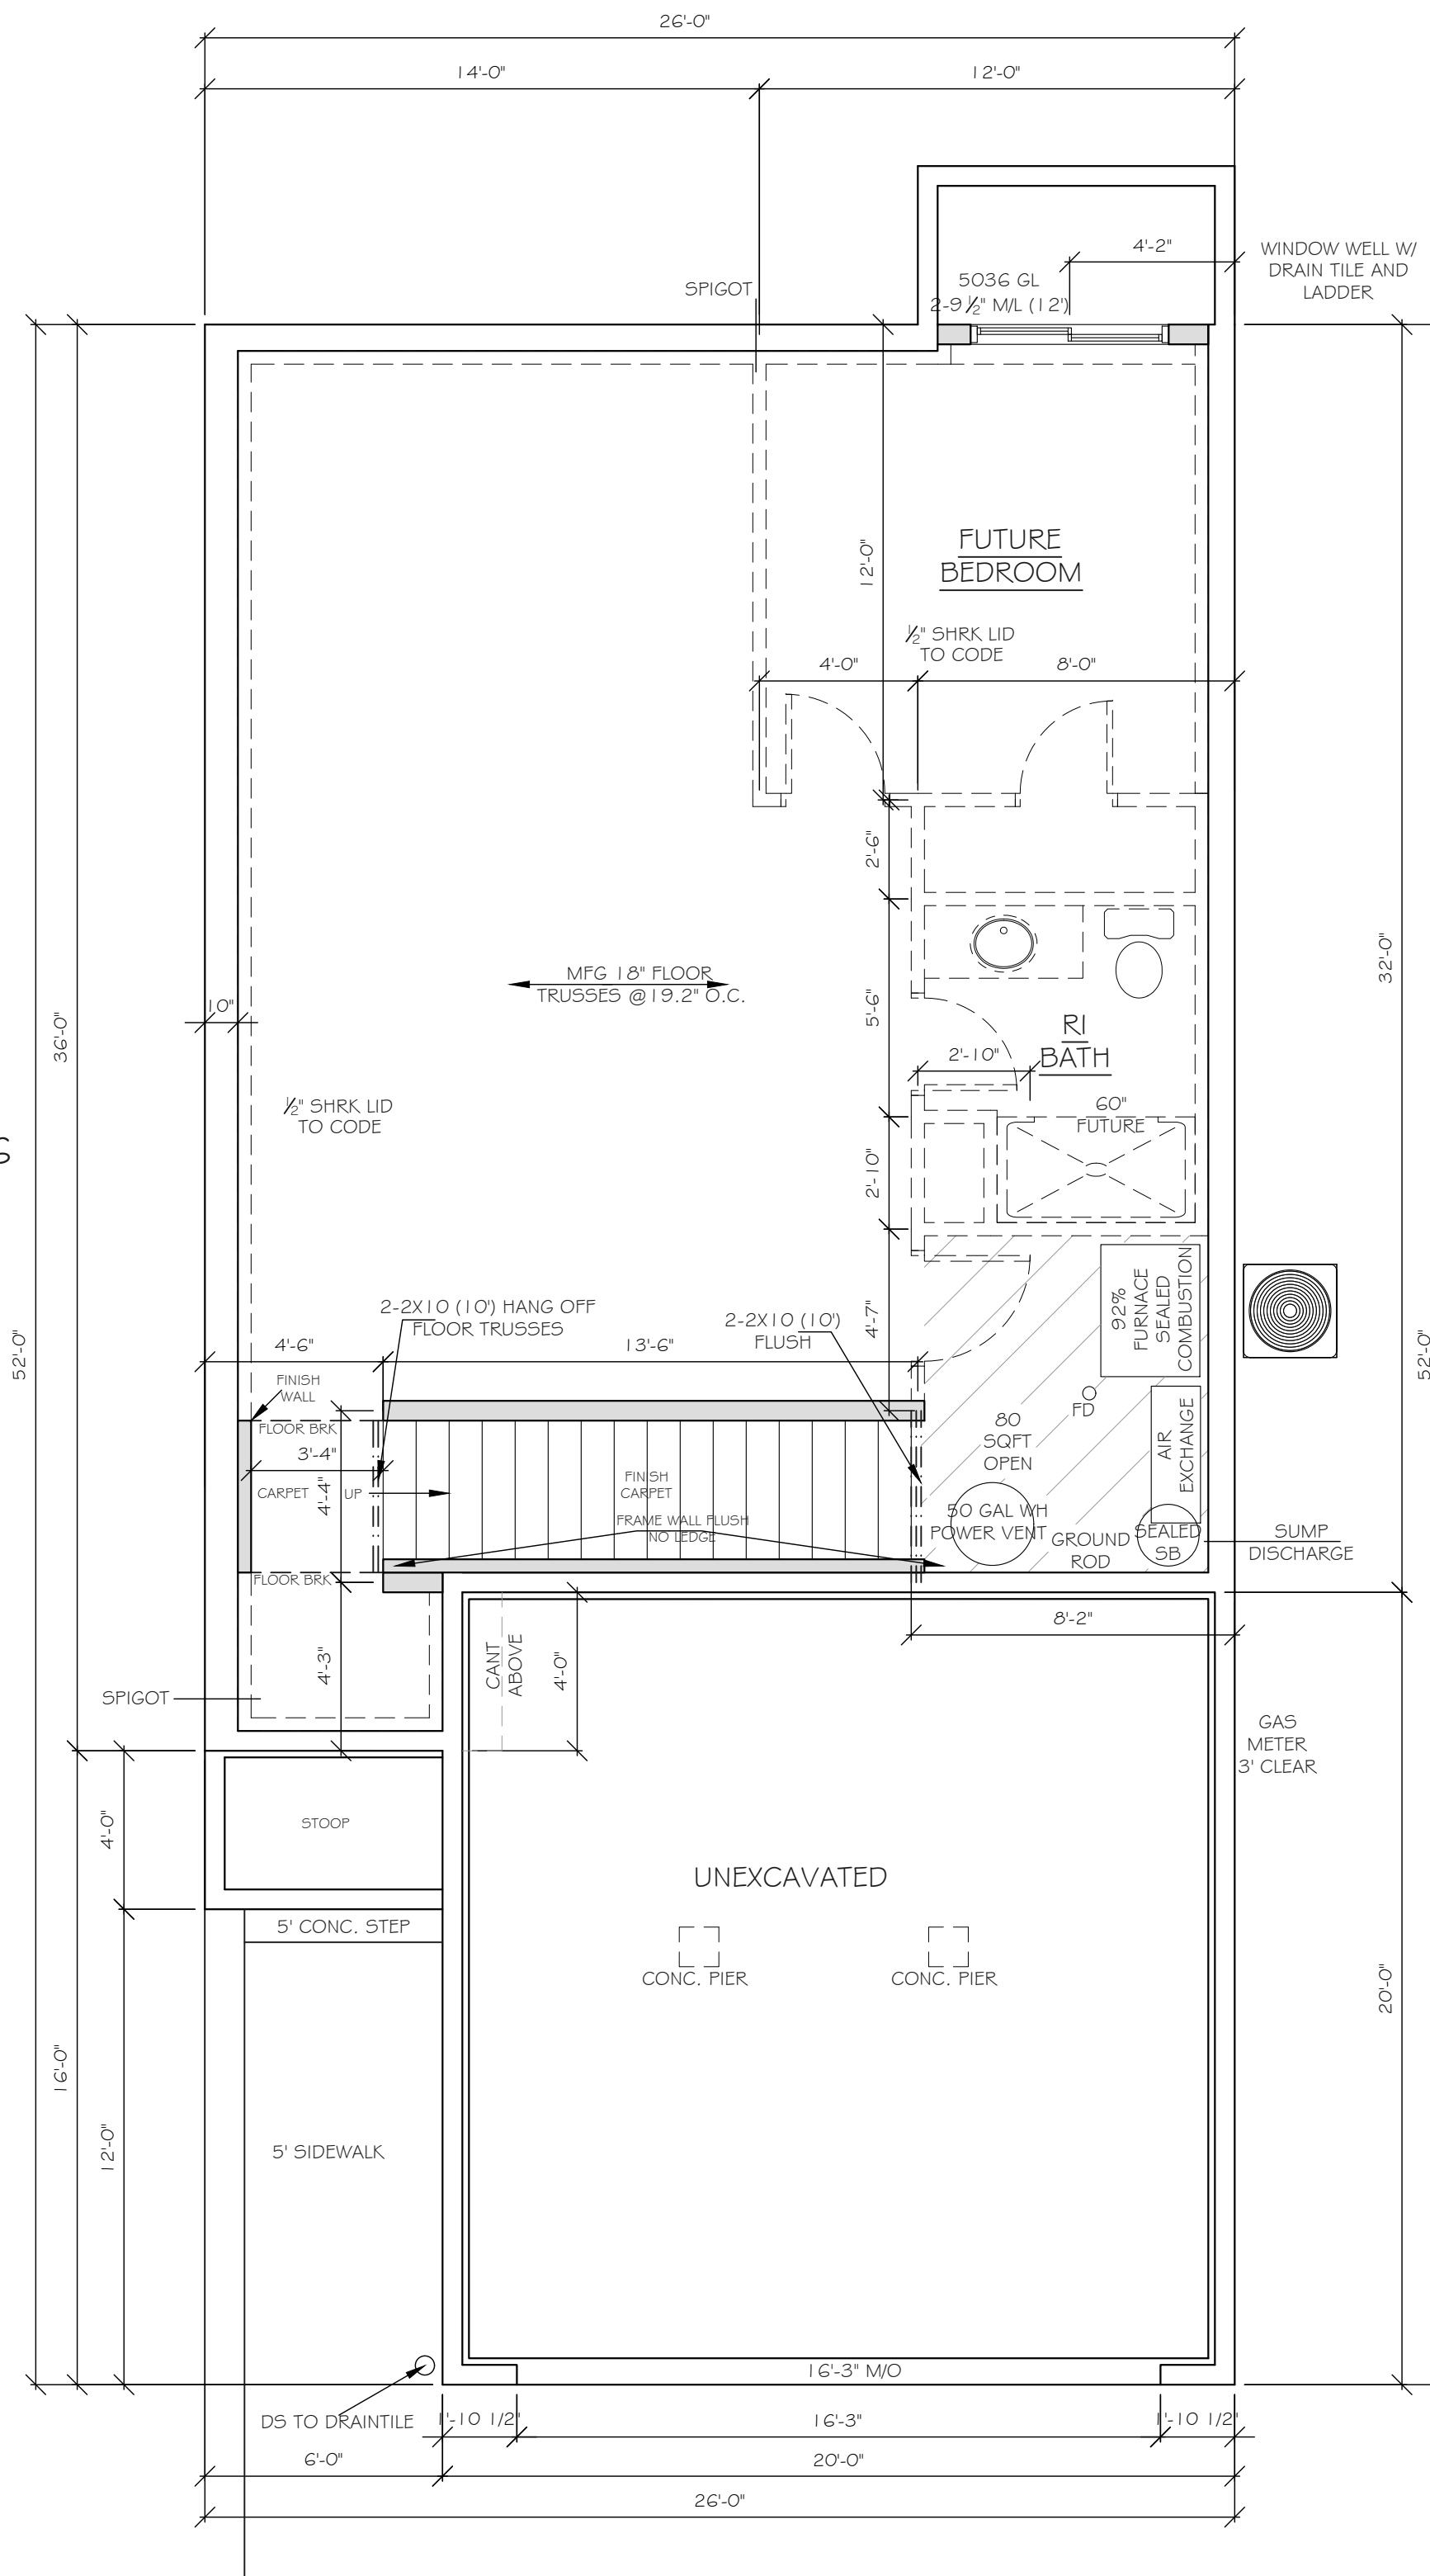 26'-0"
14'-0"
12'-0"
4'-2"
WINDOW WELL W/
DRAIN TILE AND
LADDER
SPIGOT
5036 GL
2-9 ½" M/L (12')
FUTURE
BEDROOM
12'-0"
½" SHRK LID
TO CODE
4'-0"
8'-0"
2'-6"
MFG 18" FLOOR
TRUSSES @19.2" O.C.
32'-0"
10"
36'-0"
5'-6"
RI
BATH
2'-10"
½" SHRK LID
TO CODE
60"
FUTURE
2'-10"
92%
FURNACE
SEALED
COMBUSTION
2-2X10 (10') HANG OFF
FLOOR TRUSSES
2-2X10 (10')
FLUSH
4'-7"
52'-0"
52'-0"
4'-6"
13'-6"
FINISH
WALL
FLOOR BRK
FD
80
SQFT
OPEN
AIR
EXCHANGE
3'-4"
CARPET
UP
4'-4"
FINISH
CARPET
FRAME WALL FLUSH
NO LEDGE
50 GAL WH
POWER VENT
GROUND
ROD
SEALED
SB
SUMP
DISCHARGE
FLOOR BRK
8'-2"
CANT
ABOVE
4'-0"
4'-3"
SPIGOT
GAS
METER
3' CLEAR
STOOP
4'-0"
UNEXCAVATED
5' CONC. STEP
CONC. PIER
CONC. PIER
20'-0"
16'-0"
12'-0"
5' SIDEWALK
16'-3" M/O
DS TO DRAINTILE
1'-10 1/2"
16'-3"
1'-10 1/2"
6'-0"
20'-0"
26'-0"